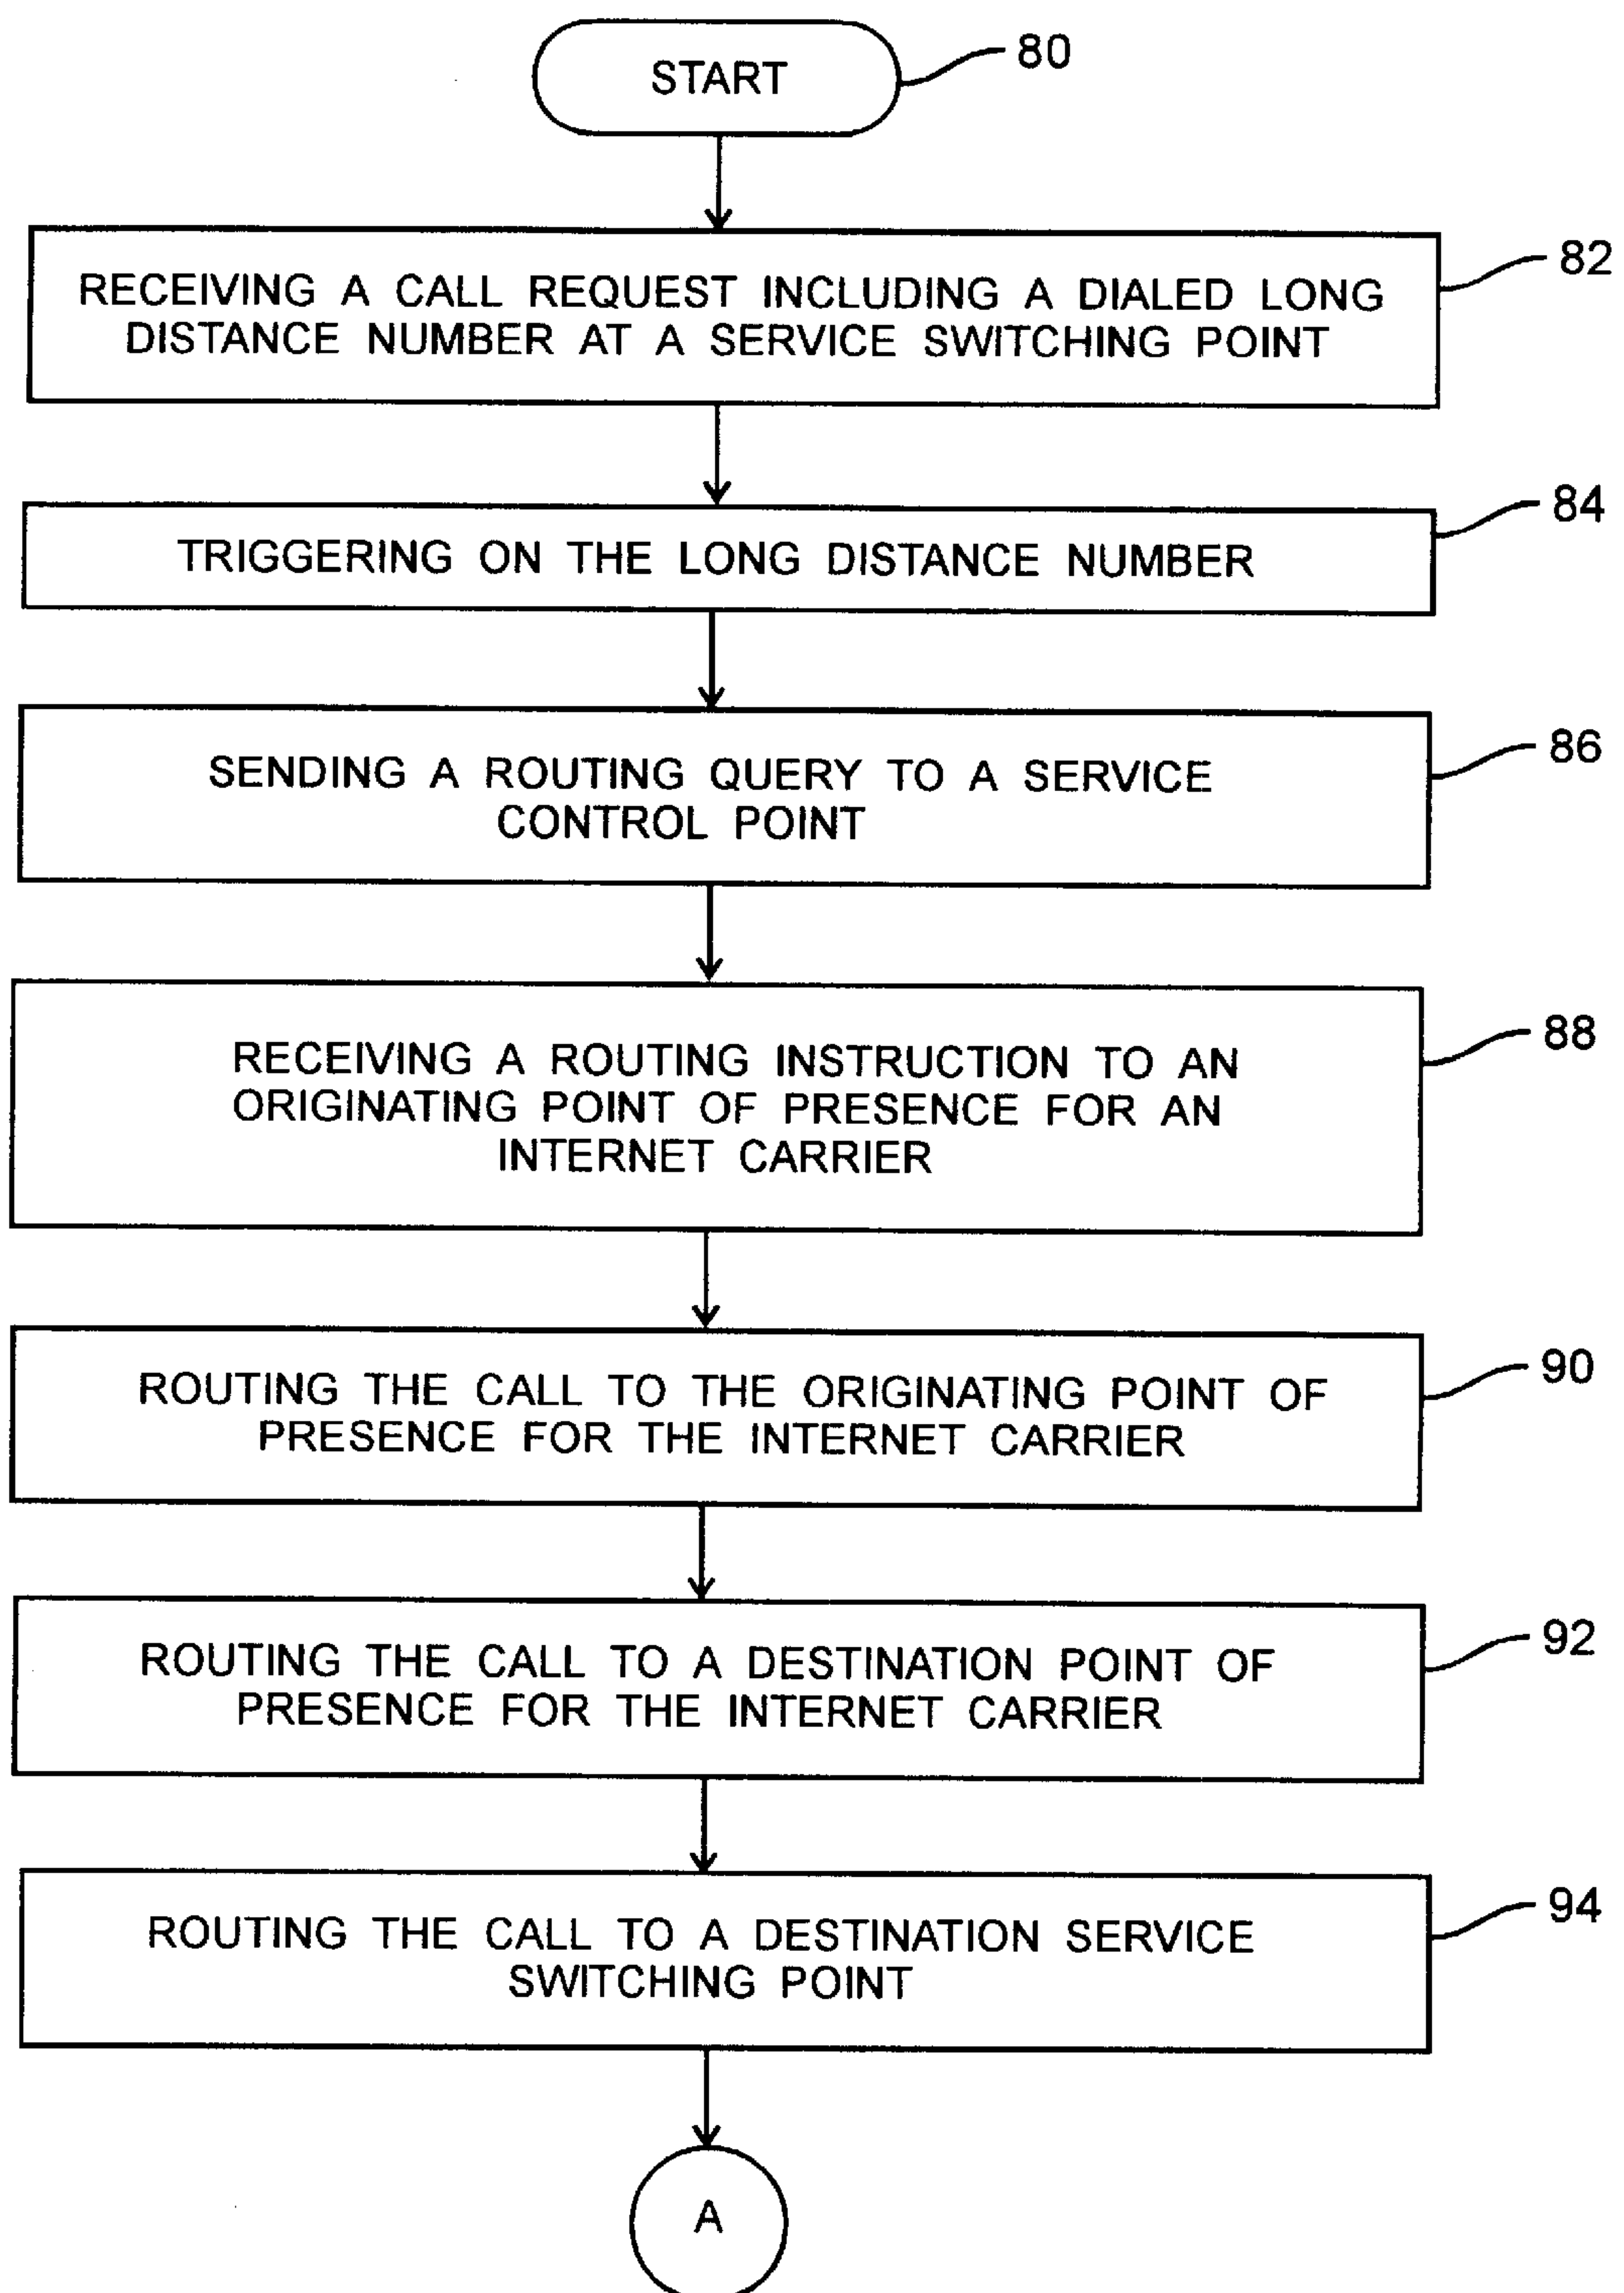 START
80
RECEIVING A CALL REQUEST INCLUDING A DIALED LONG
DISTANCE NUMBER AT A SERVICE SWITCHING POINT
82
TRIGGERING ON THE LONG DISTANCE NUMBER
84
SENDING A ROUTING QUERY TO A SERVICE
CONTROL POINT
86
RECEIVING A ROUTING INSTRUCTION TO AN
ORIGINATING POINT OF PRESENCE FOR AN
INTERNET CARRIER
88
ROUTING THE CALL TO THE ORIGINATING POINT OF
PRESENCE FOR THE INTERNET CARRIER
90
ROUTING THE CALL TO A DESTINATION POINT OF
PRESENCE FOR THE INTERNET CARRIER
92
ROUTING THE CALL TO A DESTINATION SERVICE
SWITCHING POINT
94
A